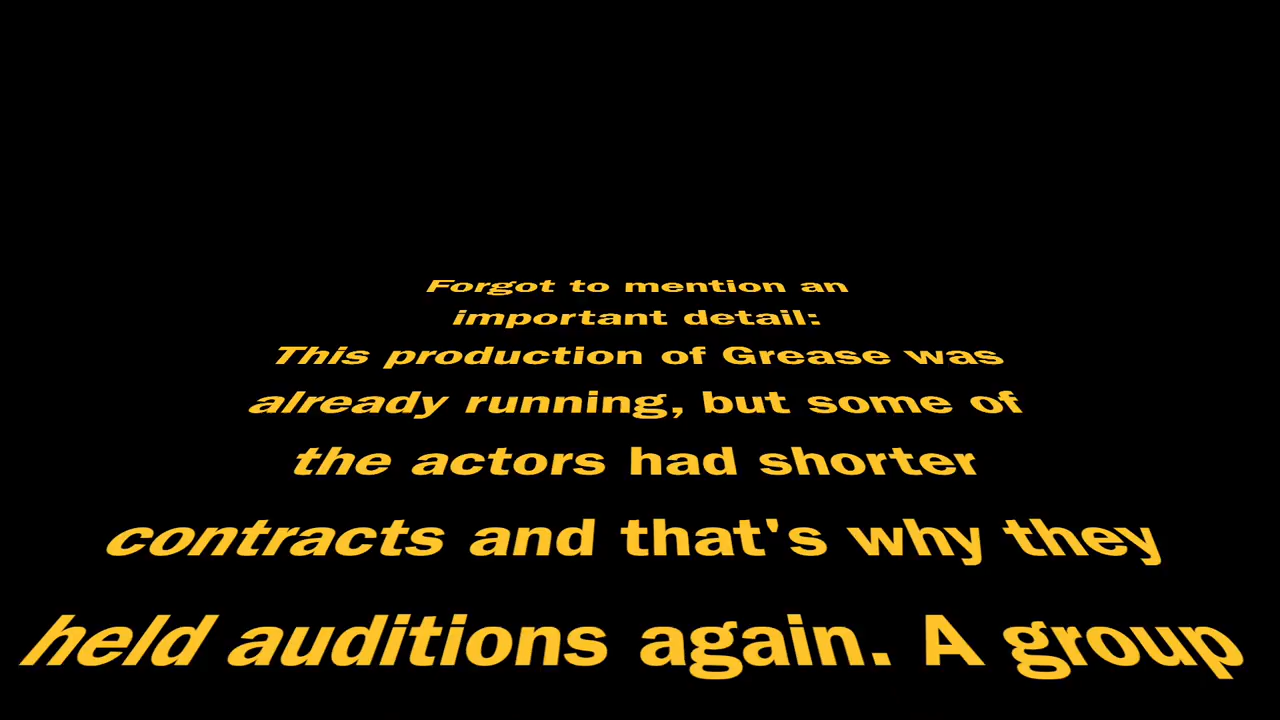 Forgot to mention an
important detail:
This production of Grease was
already running, but some of
the actors had shorter
contracts and that's why they
held auditions again. A group